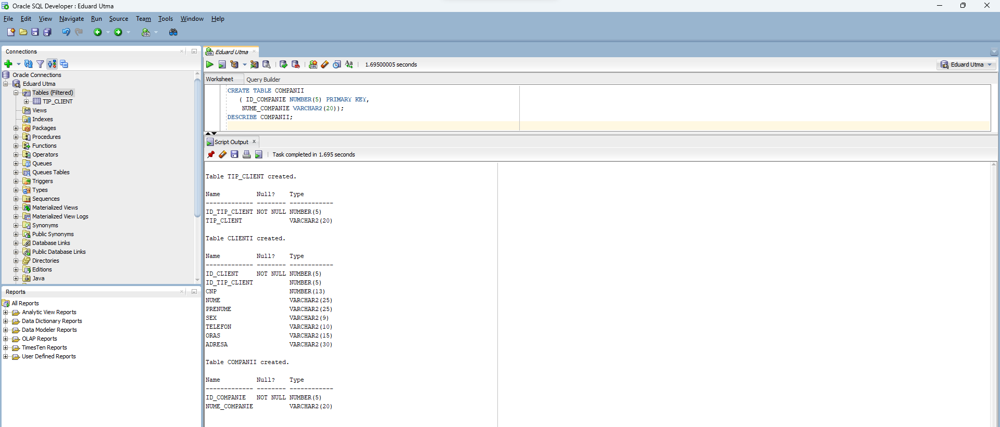 Oracle SQL Developer : Eduard Utma
File Edit View Navigate Run Source Team Tools Window Help
Connections
Oracle Connections
Eduard Utma
Tables (Filtered)
TIP_CLIENT
Views
Indexes
Packages
Procedures
Functions
Operators
Queues
Queues Tables
Triggers
Types
Sequences
Materialized Views
Materialized View Logs
Synonyms
Public Synonyms
Database Links
Public Database Links
Directories
Editions
Java
Reports
All Reports
Analytic View Reports
Data Dictionary Reports
Data Modeler Reports
OLAP Reports
TimesTen Reports
User Defined Reports
Eduard Utma
1.69500005 seconds
Eduard Utma
Worksheet Query Builder
CREATE TABLE COMPANII
( ID_COMPANIE NUMBER(5) PRIMARY KEY,
NUME_COMPANIE VARCHAR2(20));
DESCRIBE COMPANII;
Script Output
Task completed in 1.695 seconds
Table TIP_CLIENT created.
Name Null? Type
------------- -------- ------------
ID_TIP_CLIENT NOT NULL NUMBER(5)
TIP_CLIENT VARCHAR2(20)
Table CLIENTI created.
Name Null? Type
------------- -------- ------------
ID_CLIENT NOT NULL NUMBER(5)
ID_TIP_CLIENT NUMBER(5)
CNP NUMBER(13)
NUME VARCHAR2(25)
PRENUME VARCHAR2(25)
SEX VARCHAR2(9)
TELEFON VARCHAR2(10)
ORAS VARCHAR2(15)
ADRESA VARCHAR2(30)
Table COMPANII created.
Name Null? Type
------------- -------- ------------
ID_COMPANIE NOT NULL NUMBER(5)
NUME_COMPANIE VARCHAR2(20)